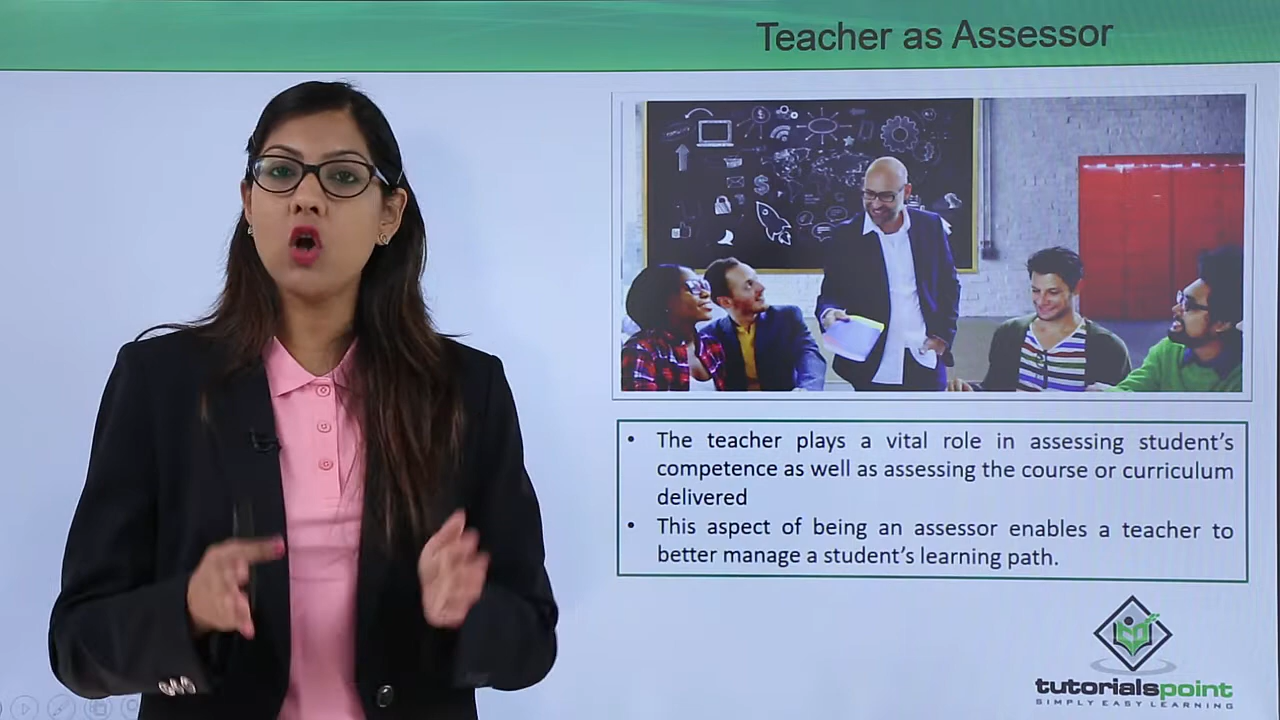 Teacher as Assessor
• The teacher plays a vital role in assessing student's
competence as well as assessing the course or curriculum
delivered
• This aspect of being an assessor enables a teacher to
better manage a student's learning path.
tutorialspoint
SIMPLY EASY LEARNING